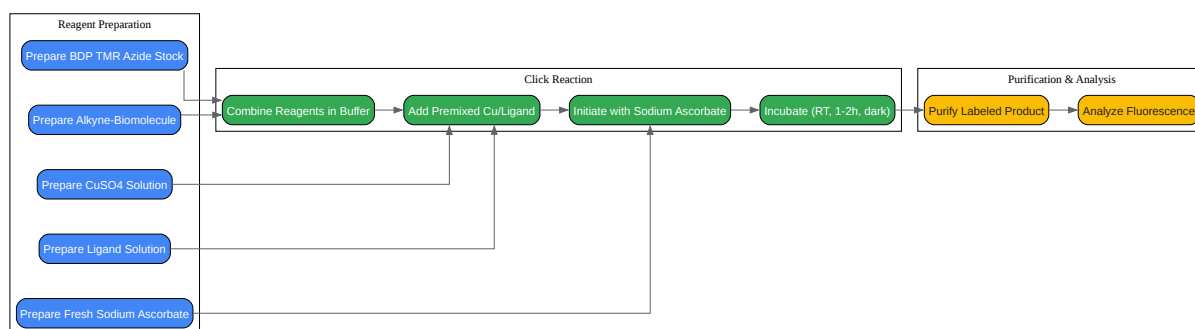 Reagent Preparation
Prepare BDP TMR Azide Stock
Prepare Alkyne-Biomolecule
Prepare CuSO4 Solution
Prepare Ligand Solution
Prepare Fresh Sodium Ascorbate
Click Reaction
Combine Reagents in Buffer
Add Premixed Cu/Ligand
Initiate with Sodium Ascorbate
Incubate (RT, 1-2h, dark)
Purification & Analysis
Purify Labeled Product
Analyze Fluorescence